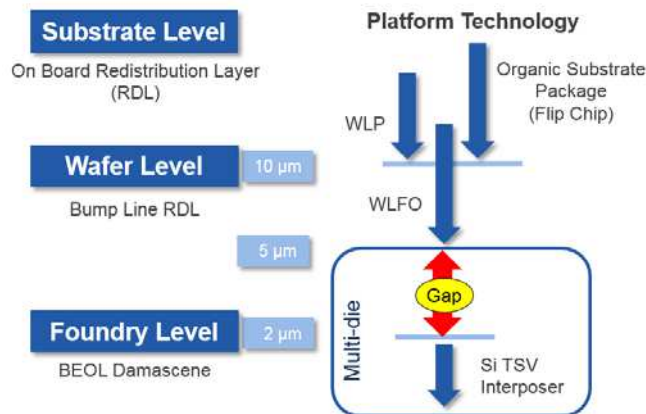 Substrate Level
On Board Redistribution Layer
(RDL)
Platform Technology
Organic Substrate
Package
(Flip Chip)
WLP
Wafer Level
10 µm
Bump Line RDL
WLFO
5 µm
Gap
Multi-die
Foundry Level
2 µm
BEOL Damascene
Si TSV
Interposer